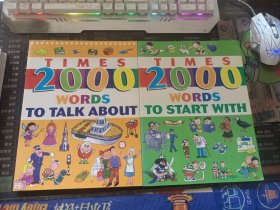 TIMES
2000
WORDS
TO TALK ABOUT
TIMES
2000
WORDS
TO START WITH